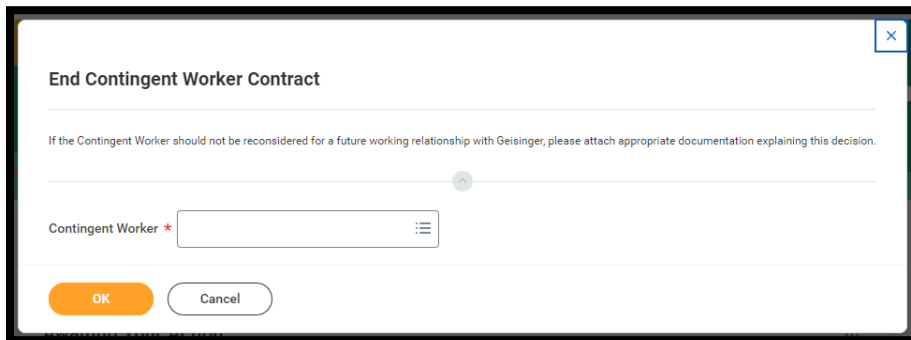 End Contingent Worker Contract
If the Contingent Worker should not be reconsidered for a future working relationship with Geisinger, please attach appropriate documentation explaining this decision.
Contingent Worker *
OK
Cancel